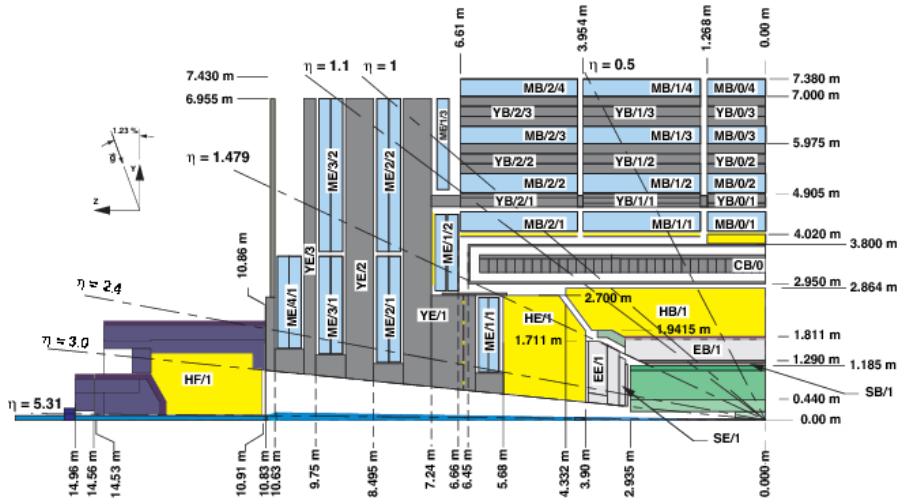 6.61 m
3.954 m
1.268 m
0.00 m
η = 1.1
η = 1
η = 0.5
7.430 m
6.955 m
7.380 m
7.000 m
5.975 m
4.905 m
4.020 m
3.800 m
2.950 m
2.864 m
1.811 m
1.290 m
1.185 m
0.440 m
0.00 m
MB/2/4
MB/1/4
MB/0/4
YB/2/3
YB/1/3
YB/0/3
MB/2/3
MB/1/3
MB/0/3
YB/2/2
YB/1/2
YB/0/2
MB/2/2
MB/1/2
MB/0/2
YB/2/1
YB/1/1
YB/0/1
MB/2/1
MB/1/1
MB/0/1
CB/0
1.23 %
g
Y
Z
η = 1.479
η = 2.4
η = 3.0
η = 5.31
10.86 m
ME/3/2
ME/2/2
ME/1/3
ME/1/2
YE/3
YE/2
YE/1
ME/4/1
ME/3/1
ME/2/1
ME/1/1
HE/1
HF/1
2.700 m
1.711 m
1.9415 m
HB/1
EB/1
EE/1
SB/1
SE/1
14.96 m
14.56 m
14.53 m
10.91 m
10.83 m
10.63 m
9.75 m
8.495 m
7.24 m
6.66 m
6.45 m
5.68 m
4.332 m
3.90 m
2.935 m
0.000 m